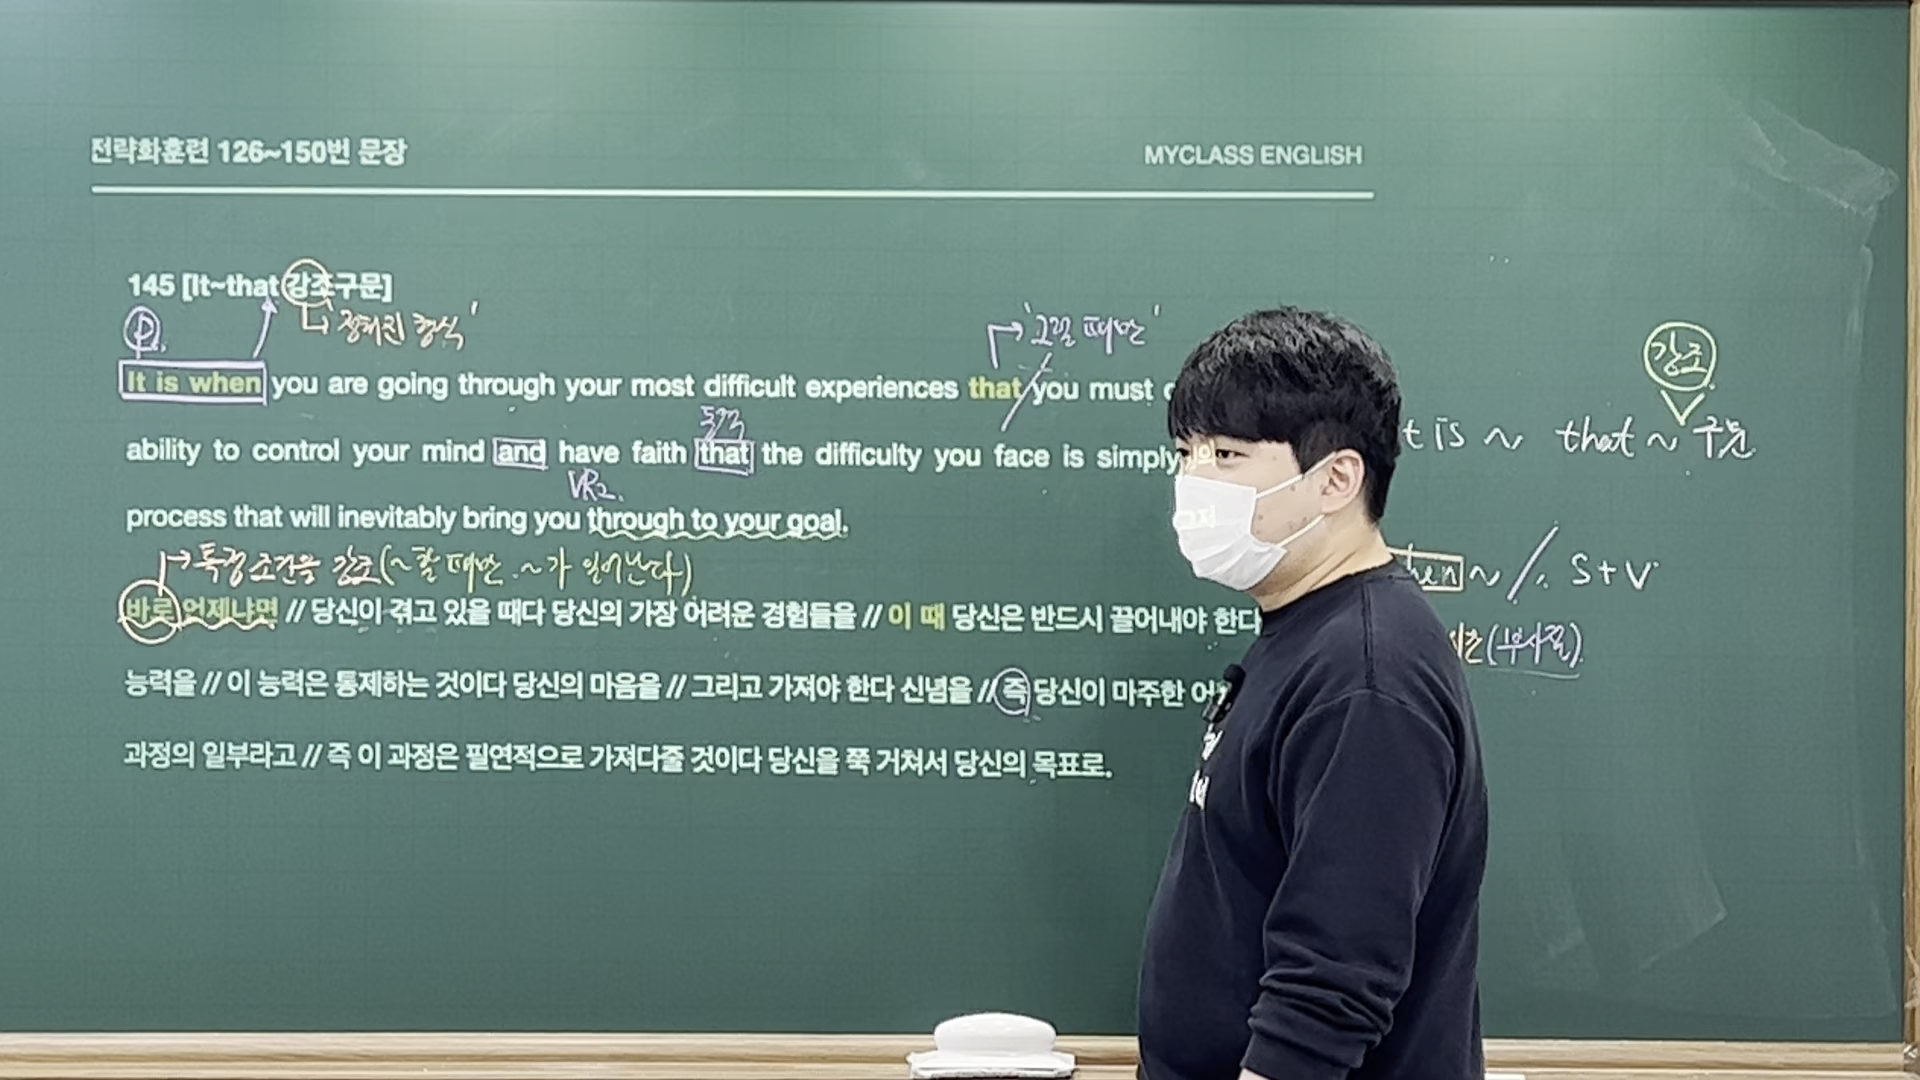 전략화훈련 126~150번 문장
MYCLASS ENGLISH
145 [It~that 강조구문]
정해진 형식'
'그럴 때만'
It is when you are going through your most difficult experiences that you must
동격
ability to control your mind and have faith that the difficulty you face is simply
VR2.
process that will inevitably bring you through to your goal.
특정 조건을 강조(~할 때만 ~가 일어난다)
바로 언제냐면 // 당신이 겪고 있을 때다 당신의 가장 어려운 경험들을 // 이 때 당신은 반드시 끌어내야 한다
능력을 // 이 능력은 통제하는 것이다 당신의 마음을 // 그리고 가져야 한다 신념을 // 즉 당신이 마주한
과정의 일부라고 // 즉 이 과정은 필연적으로 가져다줄 것이다 당신을 쭉 거쳐서 당신의 목표로.
강조
is ~ that ~ 구문
~ / . S+V
(부사절)